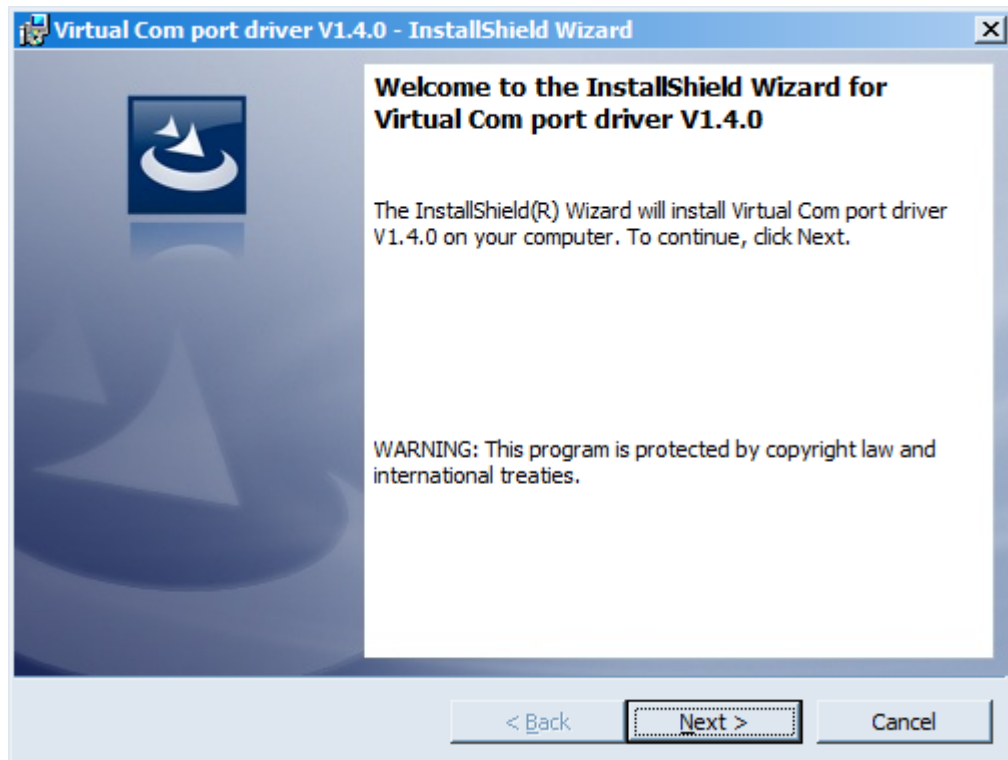 Virtual Com port driver V1.4.0 - InstallShield Wizard
Welcome to the InstallShield Wizard for
Virtual Com port driver V1.4.0
The InstallShield(R) Wizard will install Virtual Com port driver
V1.4.0 on your computer. To continue, click Next.
WARNING: This program is protected by copyright law and
international treaties.
< Back
Next >
Cancel